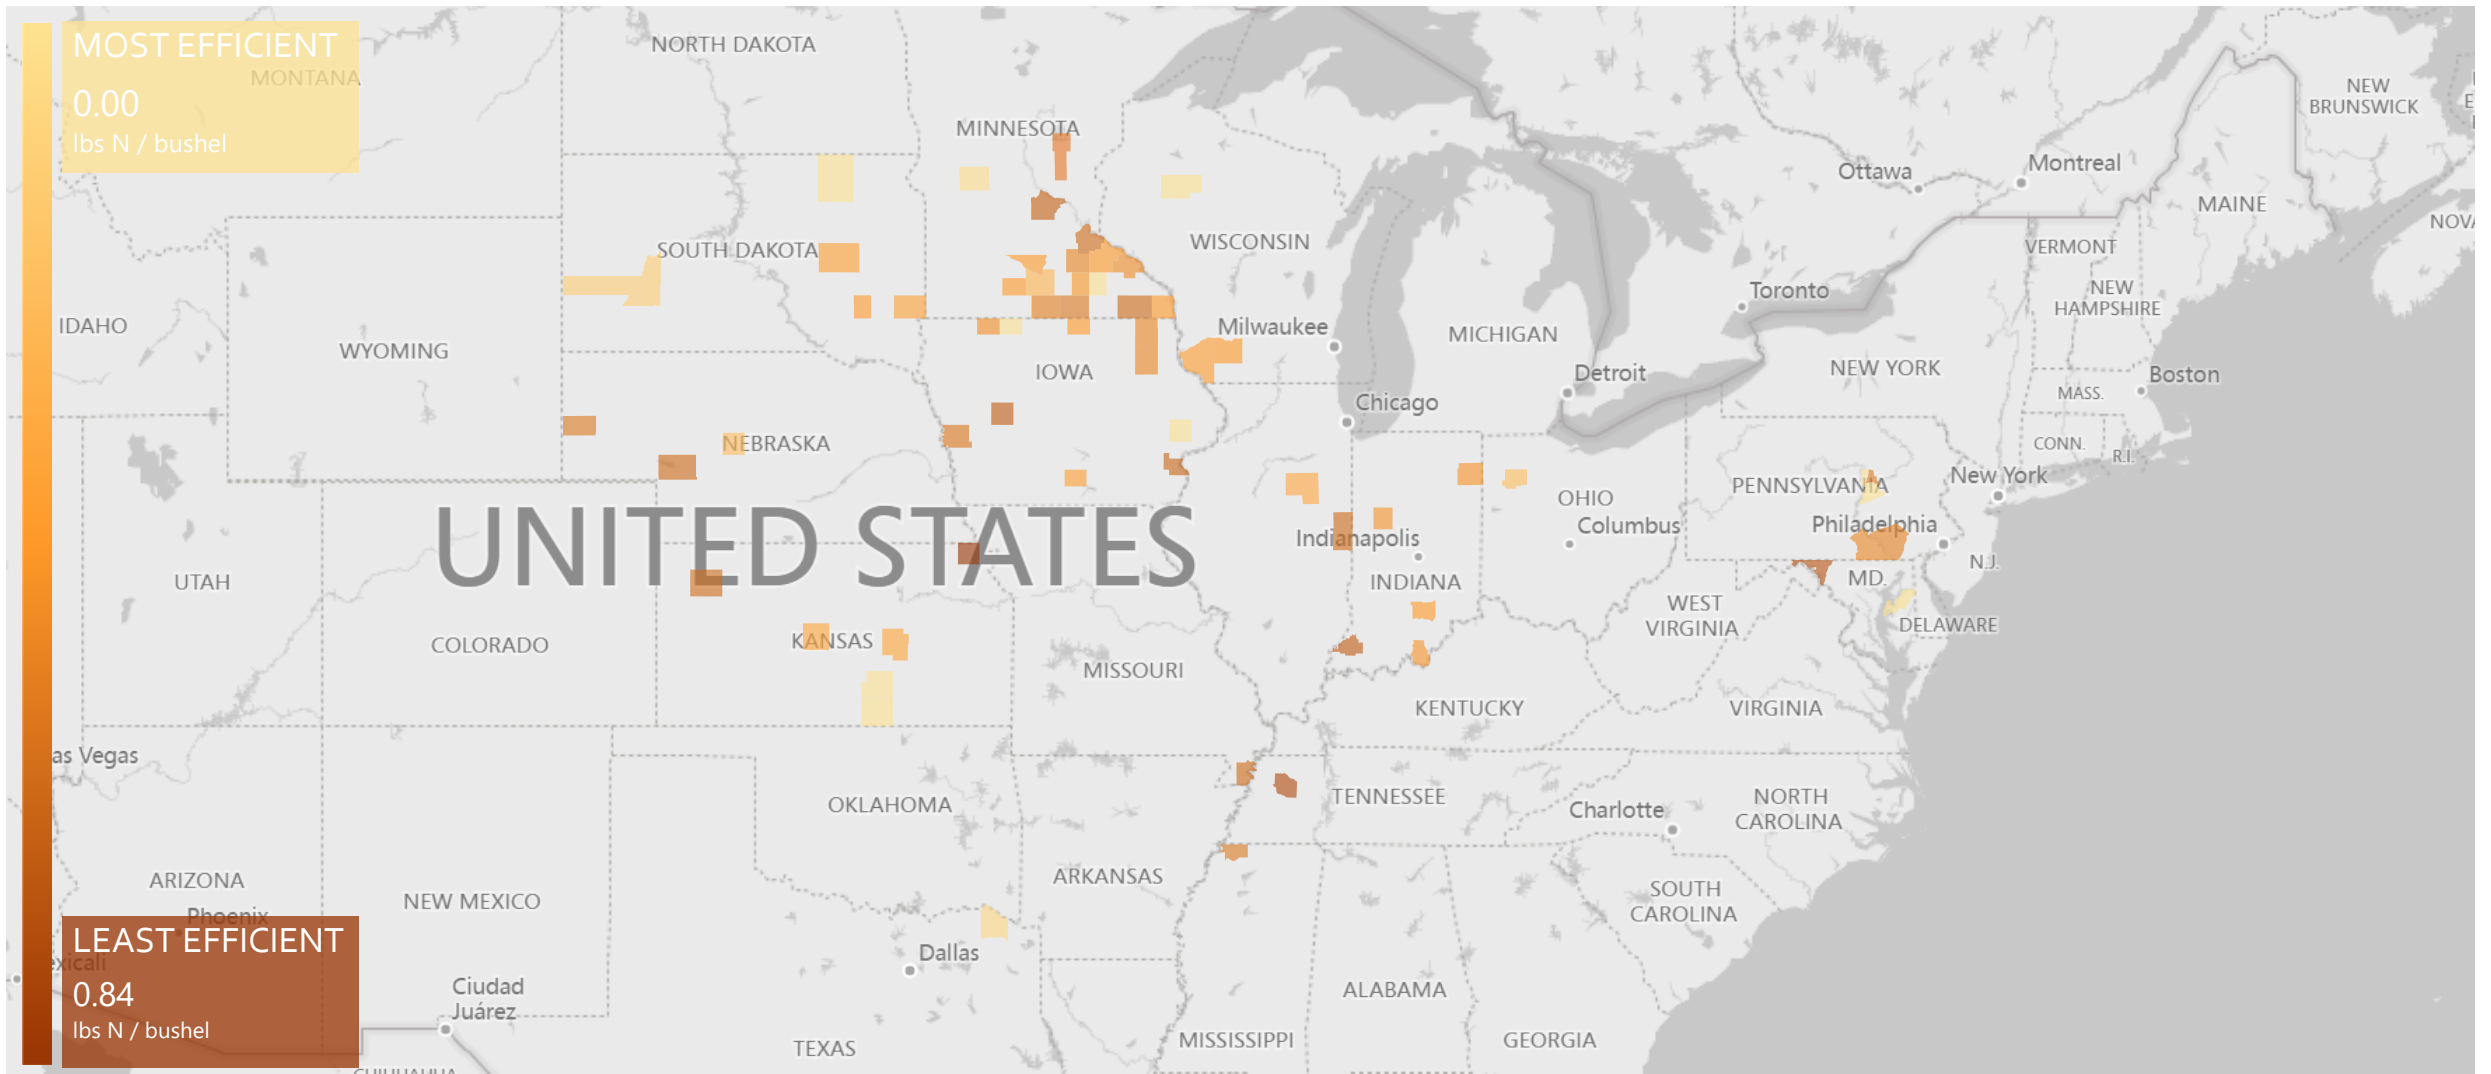 MOST EFFICIENT
0.00
lbs N / bushel
MONTANA
NORTH DAKOTA
MINNESOTA
NEW
BRUNSWICK
Ottawa
Montreal
MAINE
SOUTH DAKOTA
WISCONSIN
VERMONT
NOVA
Toronto
NEW
HAMPSHIRE
IDAHO
WYOMING
Milwaukee
MICHIGAN
IOWA
Detroit
NEW YORK
Boston
MASS.
Chicago
NEBRASKA
CONN.
R.I.
PENNSYLVANIA
New York
OHIO
Columbus
Philadelphia
UNITED STATES
Indianapolis
N.J.
UTAH
INDIANA
MD.
COLORADO
KANSAS
WEST
VIRGINIA
DELAWARE
MISSOURI
KENTUCKY
VIRGINIA
as Vegas
OKLAHOMA
TENNESSEE
Charlotte
NORTH
CAROLINA
ARIZONA
NEW MEXICO
ARKANSAS
SOUTH
CAROLINA
Phoenix
LEAST EFFICIENT
0.84
lbs N / bushel
exicali
Dallas
Ciudad
Juárez
ALABAMA
TEXAS
MISSISSIPPI
GEORGIA